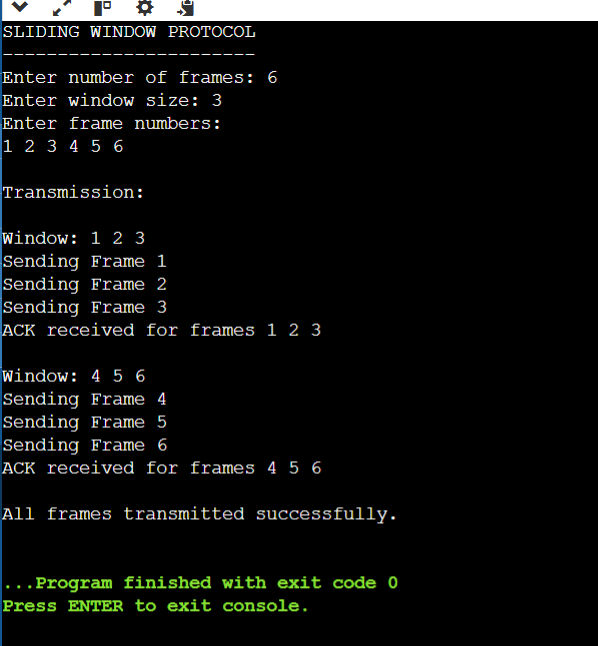 SLIDING WINDOW PROTOCOL
-----------------------
Enter number of frames: 6
Enter window size: 3
Enter frame numbers:
1 2 3 4 5 6
Transmission:
Window: 1 2 3
Sending Frame 1
Sending Frame 2
Sending Frame 3
ACK received for frames 1 2 3
Window: 4 5 6
Sending Frame 4
Sending Frame 5
Sending Frame 6
ACK received for frames 4 5 6
All frames transmitted successfully.
...Program finished with exit code 0
Press ENTER to exit console.